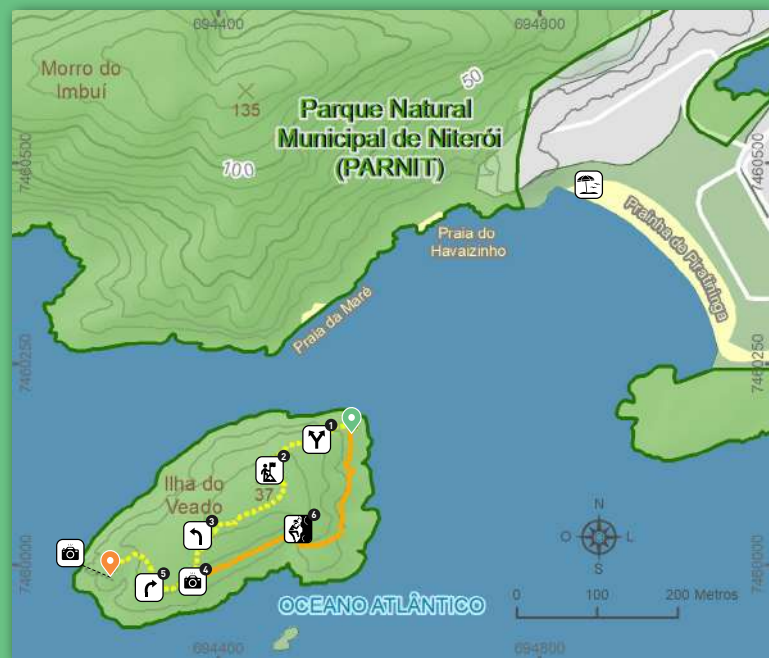 694400
694800
Morro do
Imbuí
135
50
100
Parque Natural
Municipal de Niterói
(PARNIT)
7460500
7460500
Praia do
Havaizinho
Prainha de Piratininga
Praia da Maré
7460250
7460250
1
2
Ilha do
Veado
37
3
6
4
5
N
O
L
S
7460000
7460000
OCEANO ATLÂNTICO
0
100
200 Metros
694400
694800